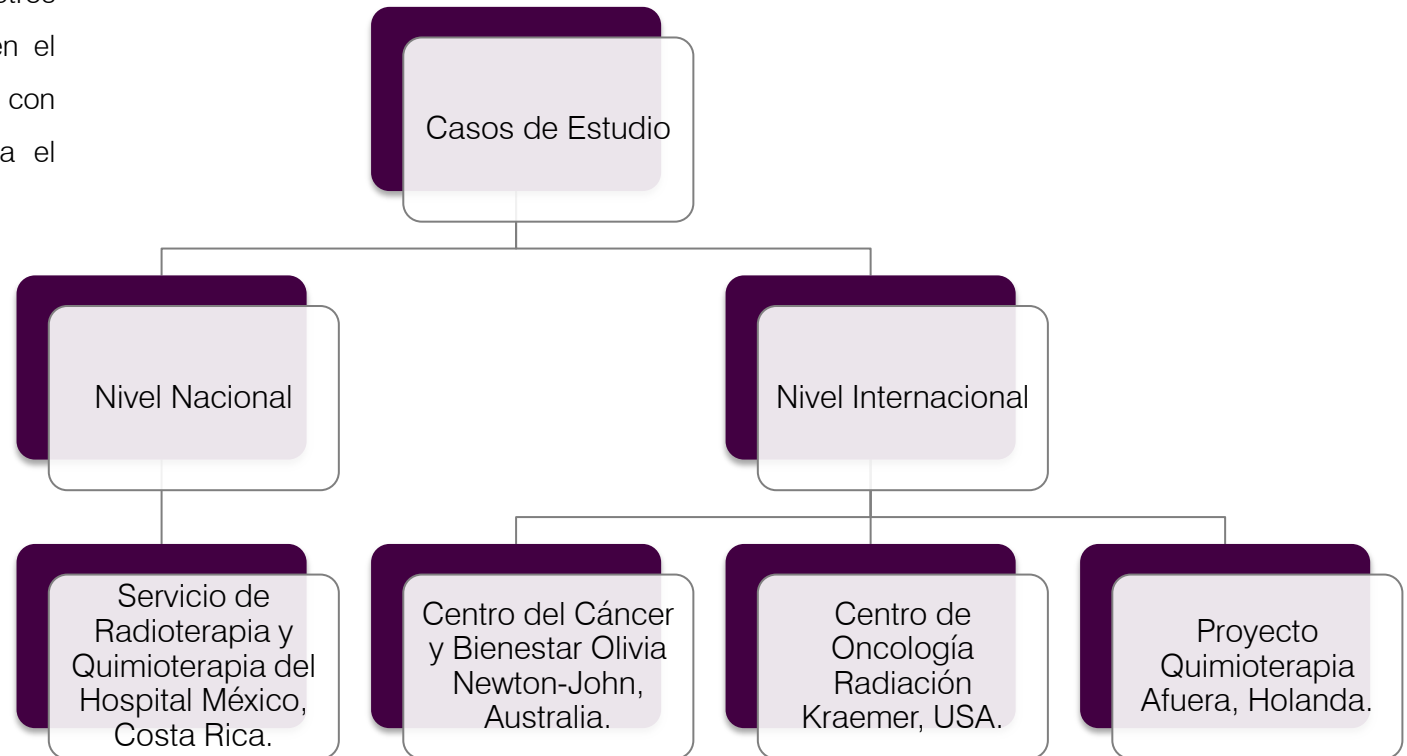 en el
con
a el
Casos de Estudio
Nivel Nacional
Nivel Internacional
Servicio de
Radioterapia y
Quimioterapia del
Hospital México,
Costa Rica.
Centro del Cáncer
y Bienestar Olivia
Newton-John,
Australia.
Centro de
Oncología
Radiación
Kraemer, USA.
Proyecto
Quimioterapia
Afuera, Holanda.